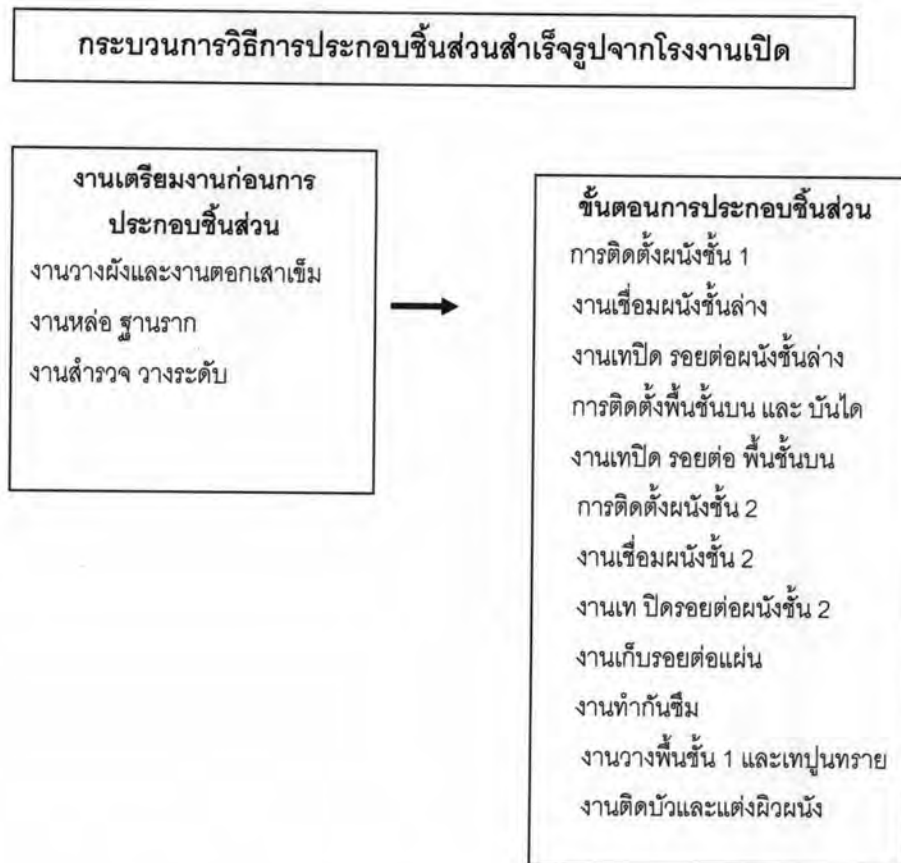 กระบวนการวิธีการประกอบชิ้นส่วนสำเร็จรูปจากโรงงานเปิด
งานเตรียมงานก่อนการ
ประกอบชิ้นส่วน
งานวางผังและงานตอกเสาเข็ม
งานหล่อ ฐานราก
งานสำรวจ วางระดับ
ขั้นตอนการประกอบชิ้นส่วน
การติดตั้งผนังชั้น 1
งานเชื่อมผนังชั้นล่าง
งานเทปิด รอยต่อผนังชั้นล่าง
การติดตั้งพื้นชั้นบน และ บันได
งานเทปิด รอยต่อ พื้นชั้นบน
การติดตั้งผนังชั้น 2
งานเชื่อมผนังชั้น 2
งานเท ปิดรอยต่อผนังชั้น 2
งานเก็บรอยต่อแผ่น
งานทำกันซึม
งานวางพื้นชั้น 1 และเทปูนทราย
งานติดบัวและแต่งผิวผนัง